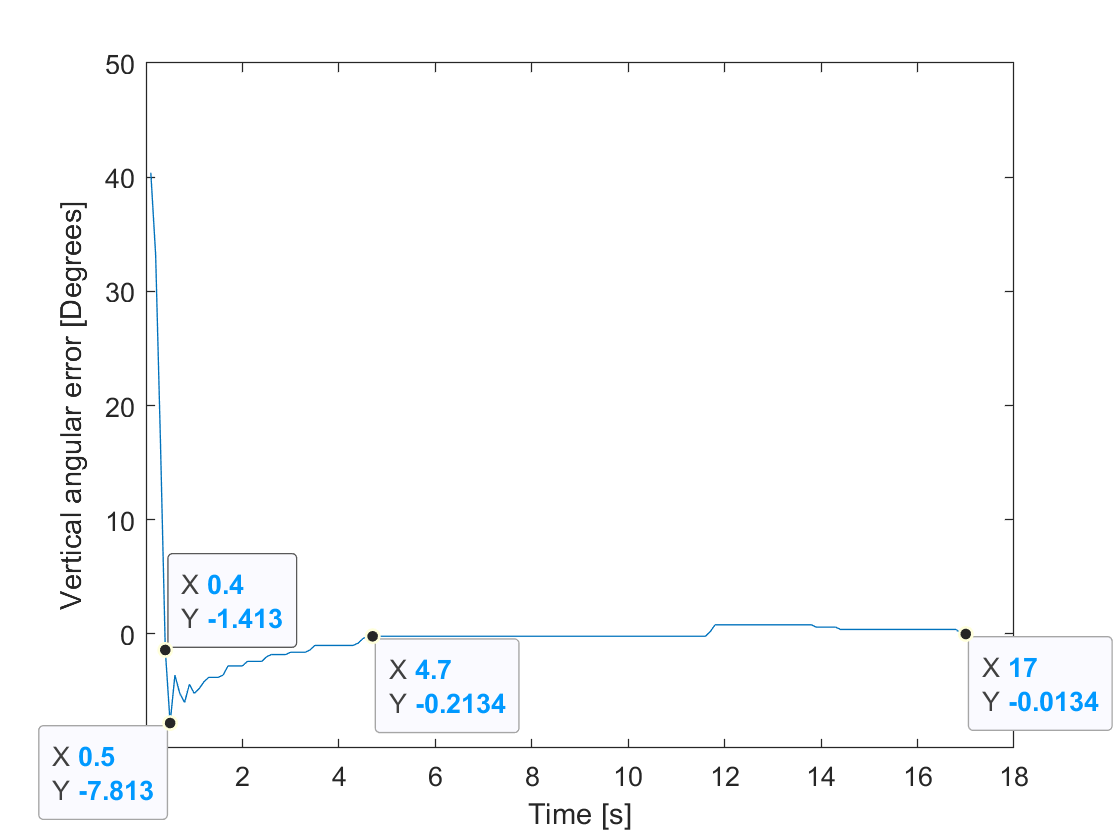 50
40
30
20
10
0
Vertical angular error [Degrees]
X 0.4
Y -1.413
X 4.7
Y -0.2134
X 17
Y -0.0134
X 0.5
Y -7.813
2 4 6 8 10 12 14 16 18
Time [s]